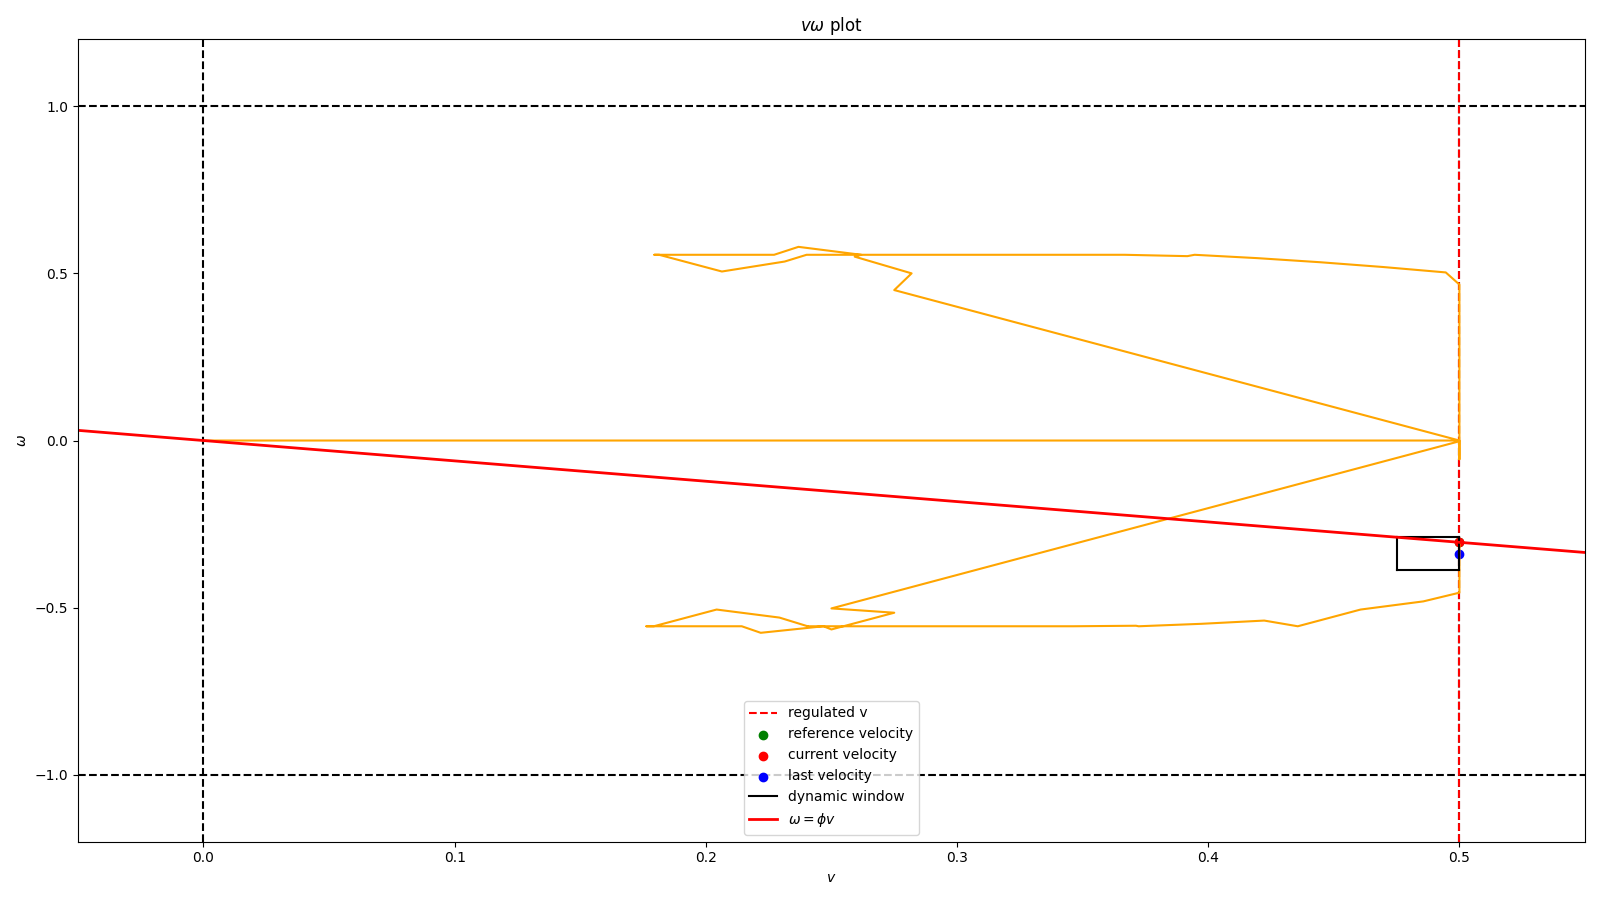 vω plot
1.0
0.5
0.0
−0.5
−1.0
ω
regulated v
reference velocity
current velocity
last velocity
dynamic window
ω = ϕv
0.0 0.1 0.2 0.3 0.4 0.5
v